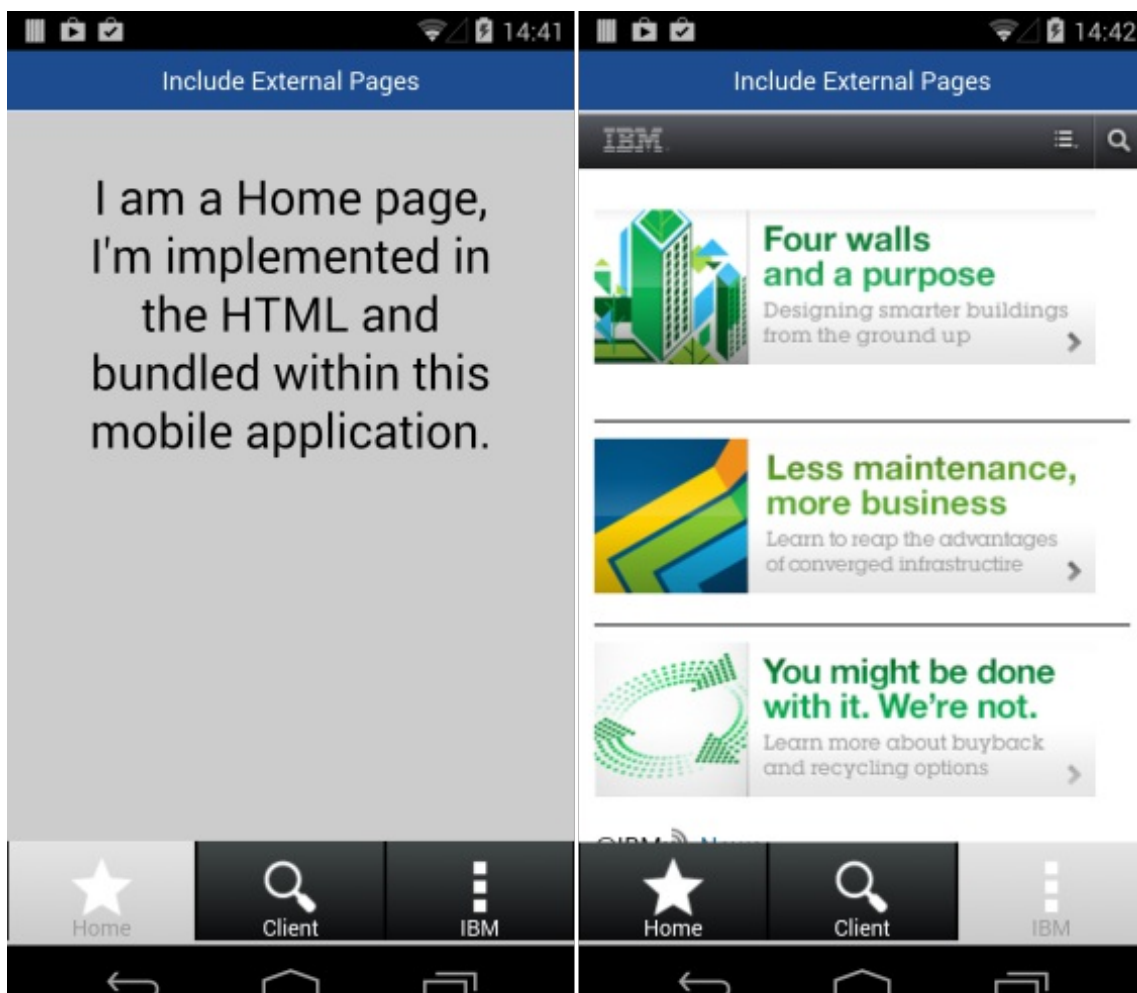 14:41
Include External Pages
I am a Home page,
I'm implemented in
the HTML and
bundled within this
mobile application.
Home
Client
IBM
14:42
Include External Pages
IBM
Four walls
and a purpose
Designing smarter buildings
from the ground up
Less maintenance,
more business
Learn to reap the advantages
of converged infrastructire
You might be done
with it. We're not.
Learn more about buyback
and recycling options
Home
Client
IBM